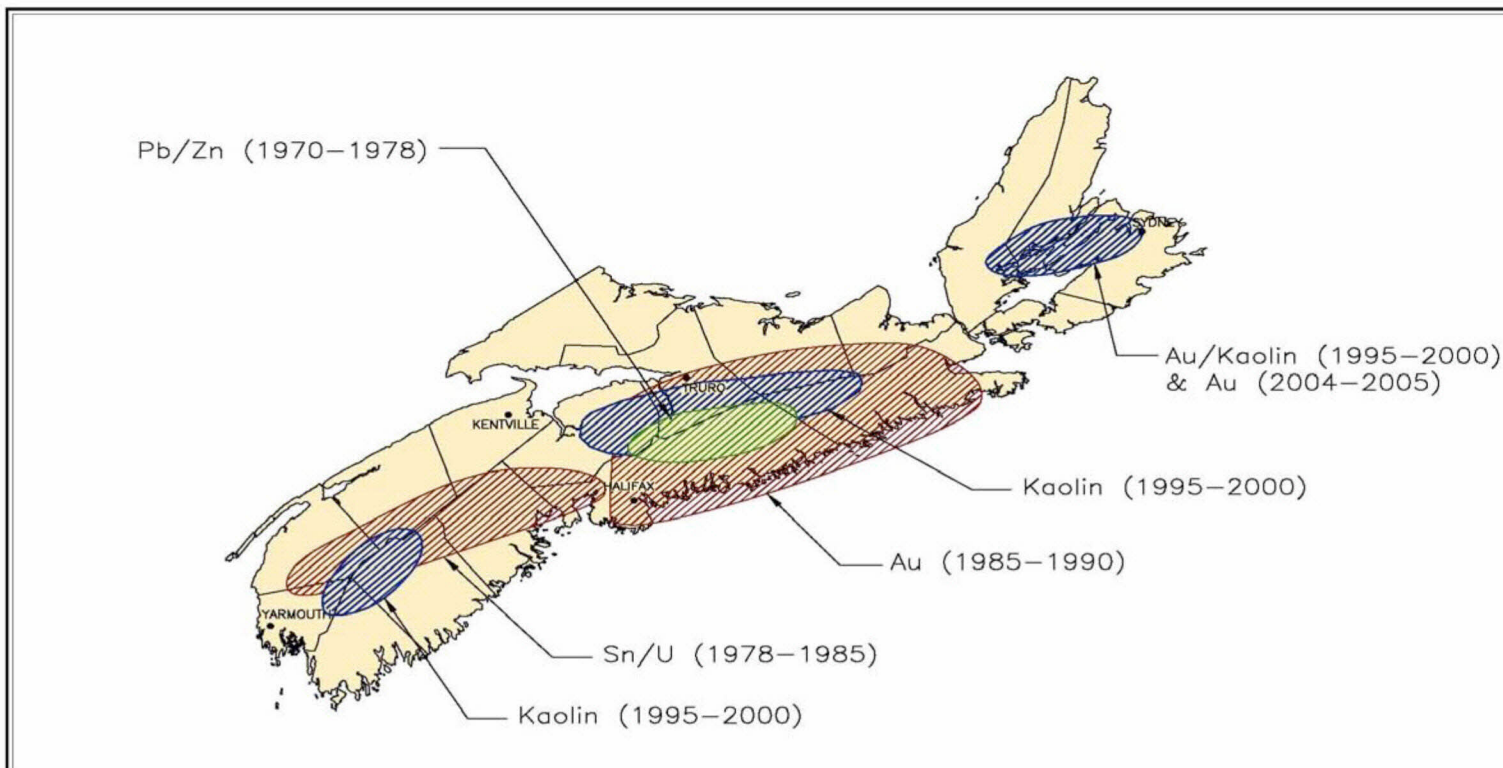 Pb/Zn (1970-1978)
SYDNEY
Au/Kaolin (1995-2000)
& Au (2004-2005)
TRURO
KENTVILLE
HALIFAX
Kaolin (1995-2000)
Au (1985-1990)
YARMOUTH
Sn/U (1978-1985)
Kaolin (1995-2000)